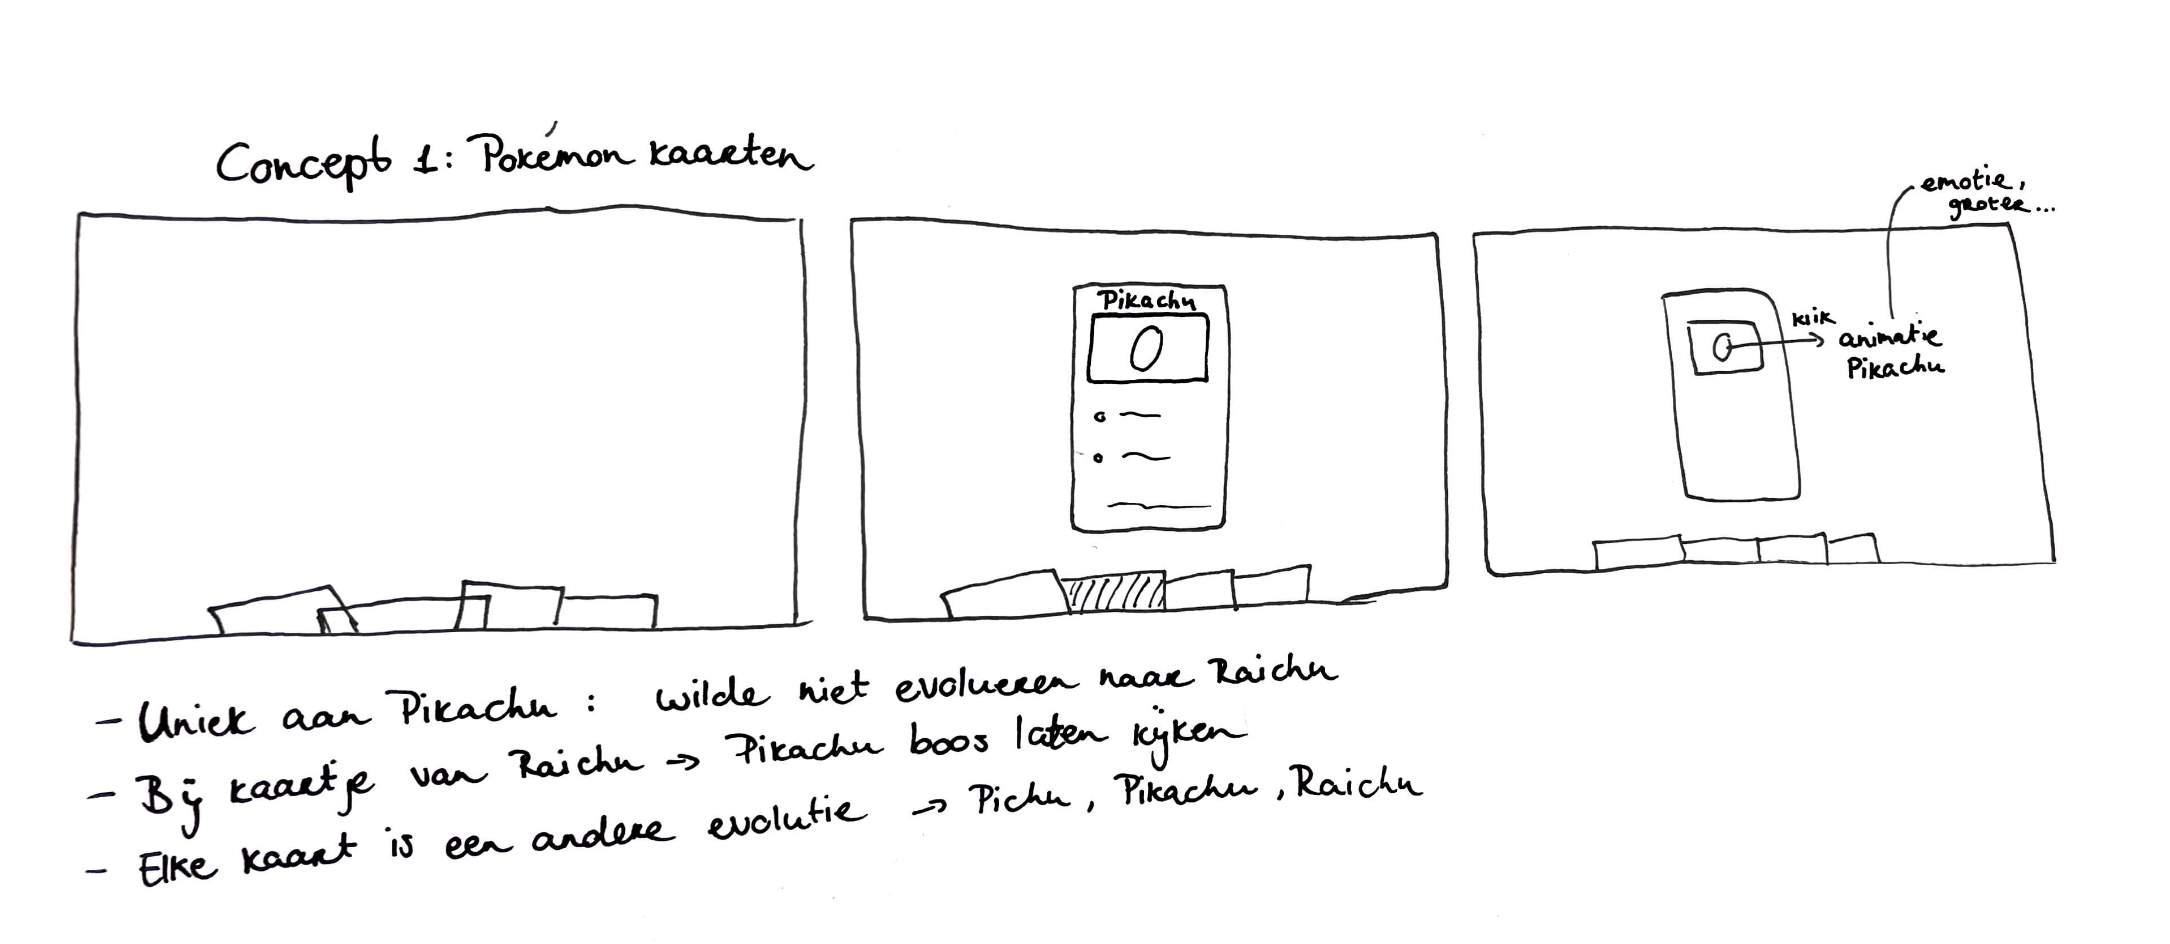 Concept 1: Pokémon kaarten
emotie,
groter...
Pikachu
klik
animatie
Pikachu
- Uniek aan Pikachu : wilde niet evolueren naar Raichu
- Bij kaartje van Raichu → Pikachu boos laten kijken
- Elke kaart is een andere evolutie → Pichu, Pikachu, Raichu